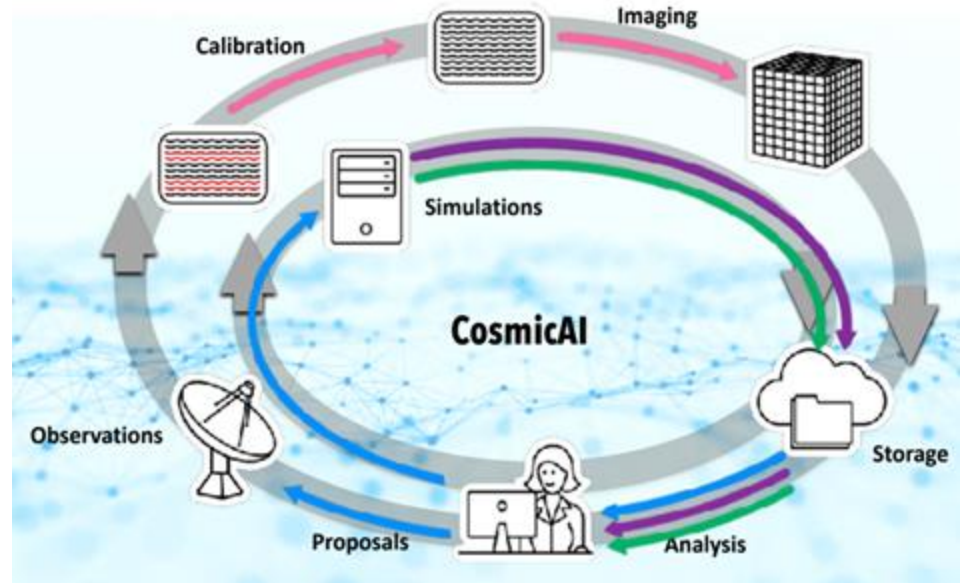 Imaging
Calibration
Simulations
CosmicAI
Observations
Storage
Proposals
Analysis